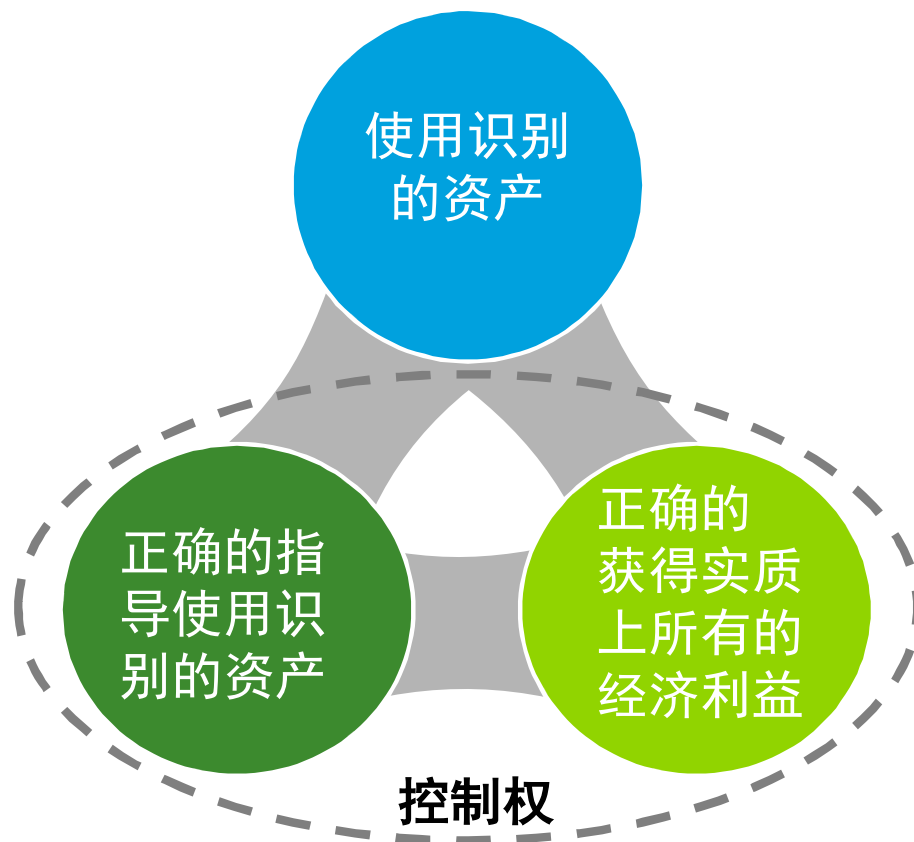 使用识别
的资产
正确的指
导使用识
别的资产
正确的
获得实质
上所有的
经济利益
控制权